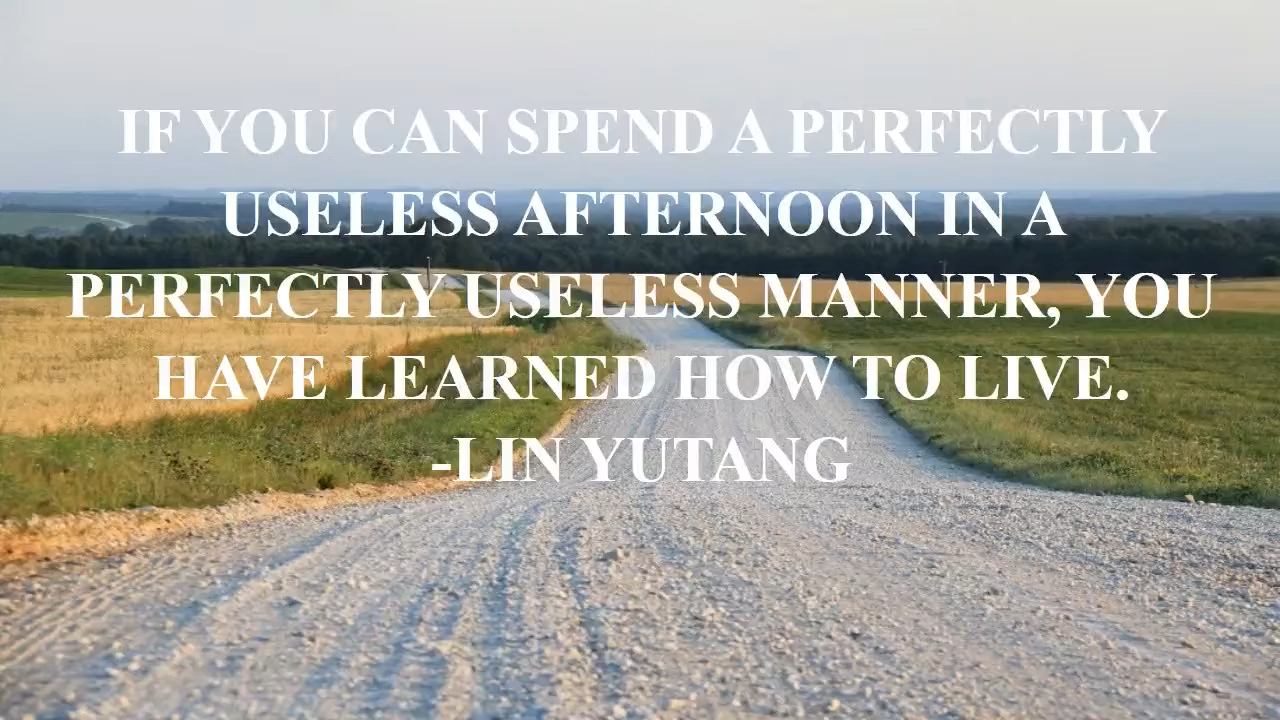 IF YOU CAN SPEND A PERFECTLY
USELESS AFTERNOON IN A
PERFECTLY USELESS MANNER, YOU
HAVE LEARNED HOW TO LIVE.
-LIN YUTANG